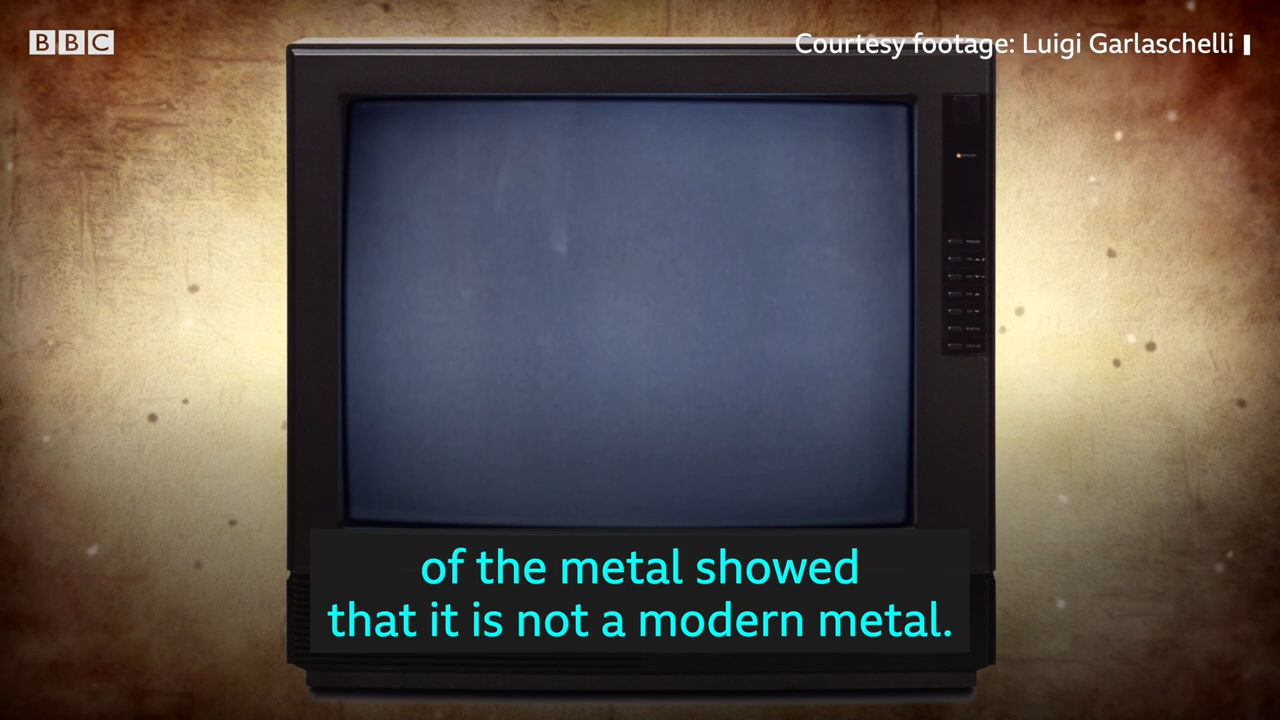 BBC
Courtesy footage: Luigi Garlaschelli
of the metal showed
that it is not a modern metal.